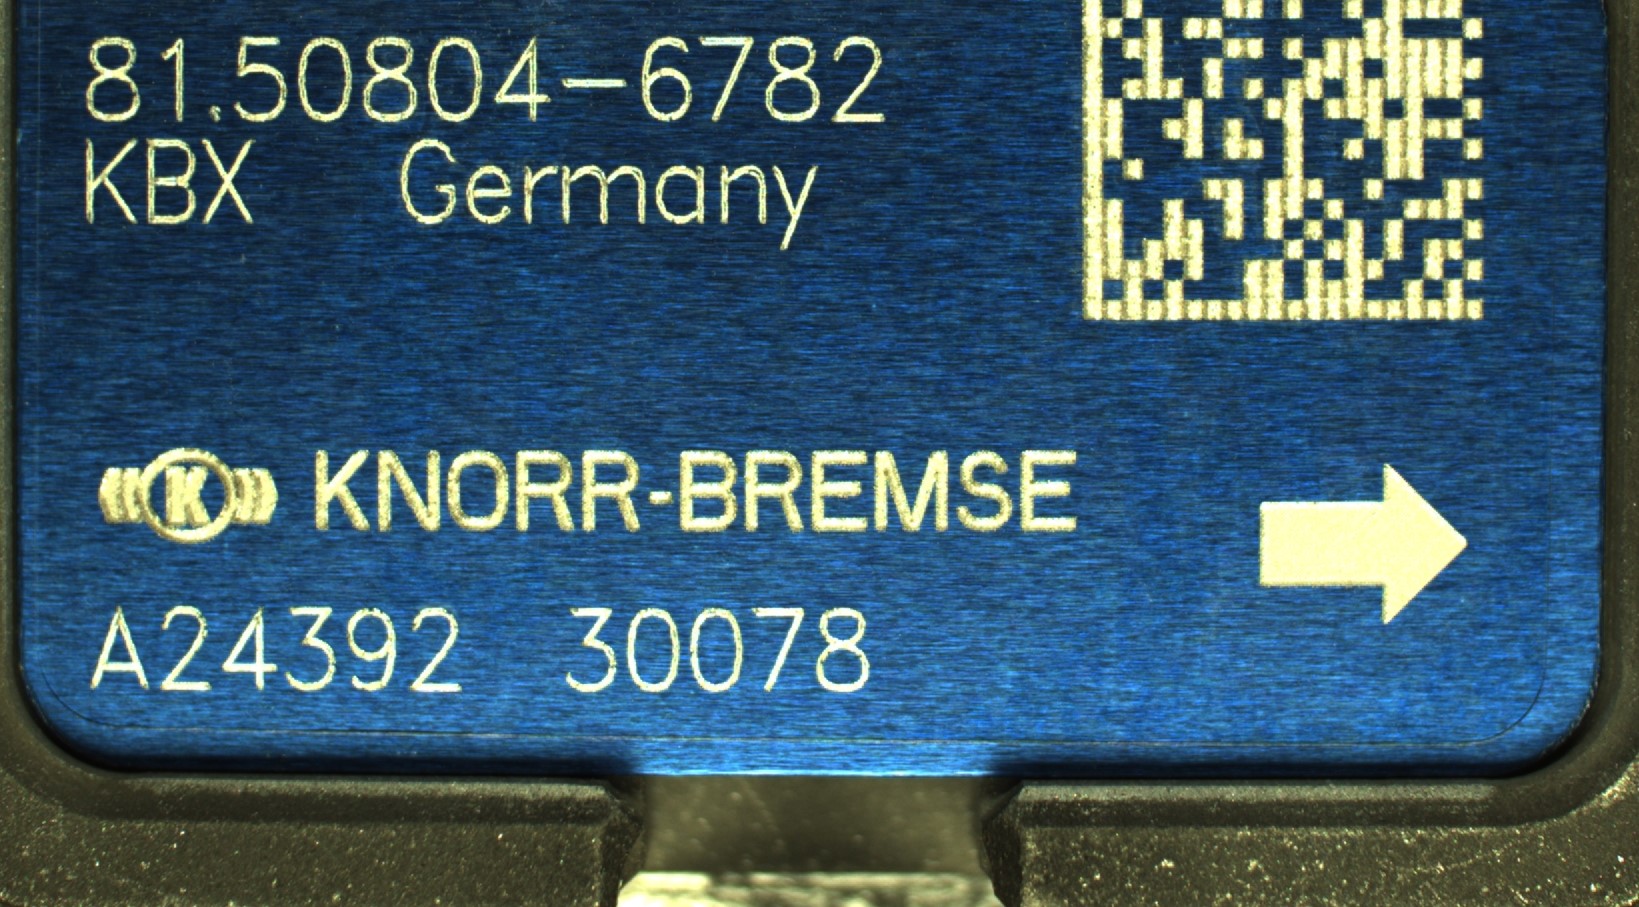 81.50804-6782
KBX Germany
K KNORR-BREMSE
A24392 30078